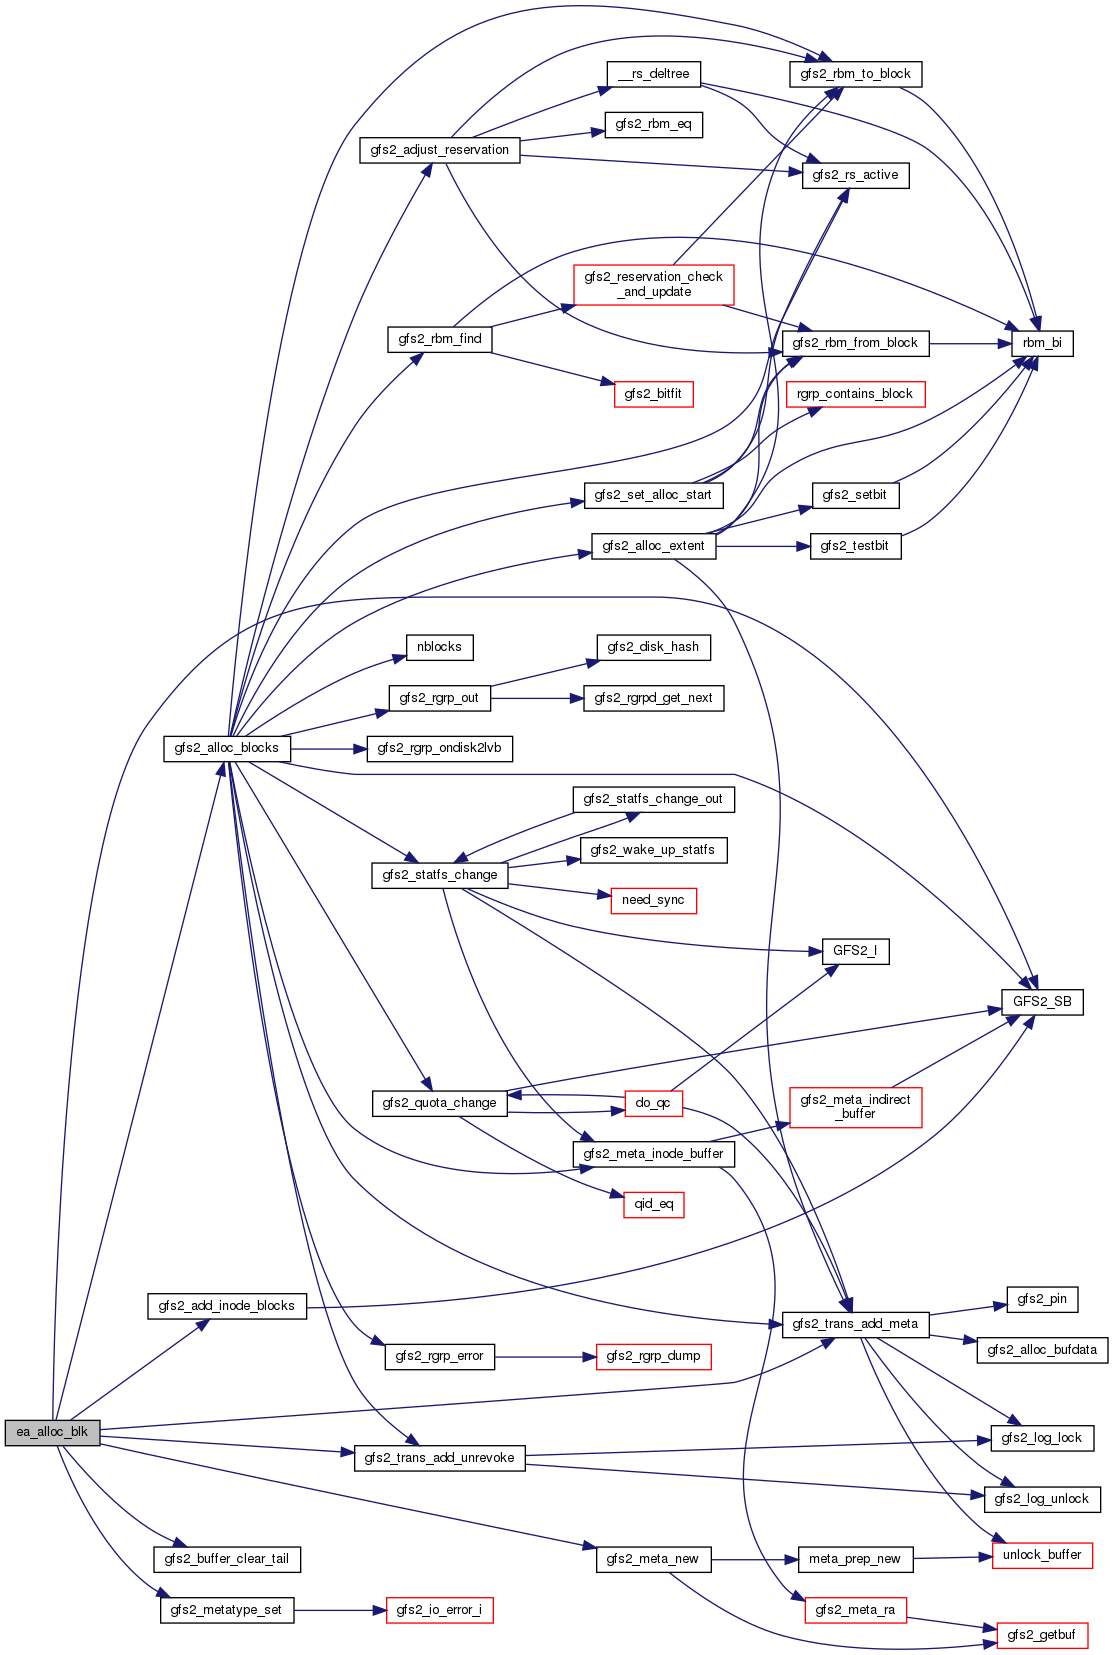 gfs2_rbm_to_block
__rs_deltree
gfs2_rbm_eq
gfs2_adjust_reservation
gfs2_rs_active
gfs2_reservation_check
_and_update
gfs2_rbm_find
gfs2_rbm_from_block
rbm_bi
gfs2_bitfit
rgrp_contains_block
gfs2_set_alloc_start
gfs2_setbit
gfs2_alloc_extent
gfs2_testbit
nblocks
gfs2_disk_hash
gfs2_rgrp_out
gfs2_rgrpd_get_next
gfs2_alloc_blocks
gfs2_rgrp_ondisk2lvb
gfs2_statfs_change_out
gfs2_wake_up_statfs
gfs2_statfs_change
need_sync
GFS2_I
GFS2_SB
gfs2_quota_change
do_qc
gfs2_meta_indirect
_buffer
gfs2_meta_inode_buffer
qid_eq
gfs2_add_inode_blocks
gfs2_pin
gfs2_trans_add_meta
gfs2_alloc_bufdata
gfs2_rgrp_error
gfs2_rgrp_dump
ea_alloc_blk
gfs2_log_lock
gfs2_trans_add_unrevoke
gfs2_log_unlock
gfs2_buffer_clear_tail
gfs2_meta_new
meta_prep_new
unlock_buffer
gfs2_metatype_set
gfs2_io_error_i
gfs2_meta_ra
gfs2_getbuf